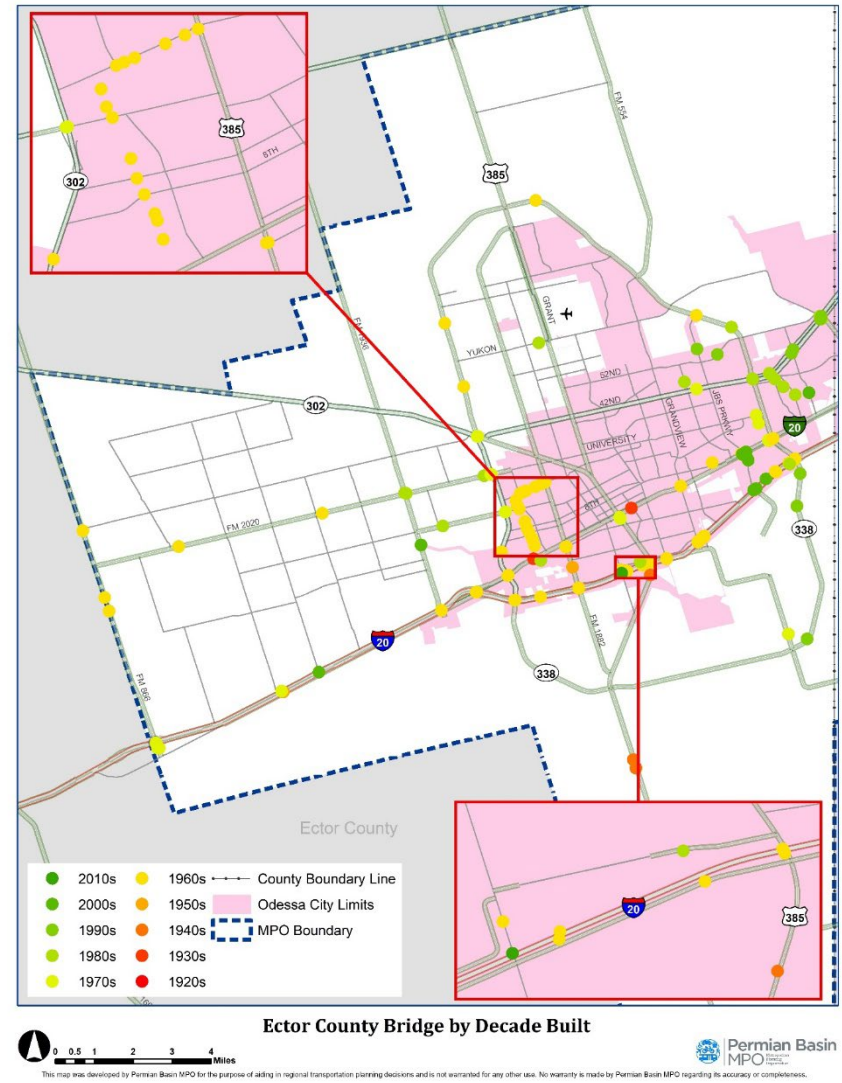 385
8TH
302
FM 554
385
GRANT
FM 1936
YUKON
302
52ND
42ND
GRANDVIEW
JBS PRKWY
20
UNIVERSITY
8TH
FM 2020
338
20
FM 1882
338
FM 866
Ector County
20
385
2010s 1960s County Boundary Line
2000s 1950s Odessa City Limits
1990s 1940s MPO Boundary
1980s 1930s
1970s 1920s
Ector County Bridge by Decade Built
0 0.5 1 2 3 4
Miles
Permian Basin
MPO
This map was developed by Permian Basin MPO for the purpose of aiding in regional transportation planning decisions and is not warranted for any other use. No warranty is made by Permian Basin MPO regarding its accuracy or completeness.